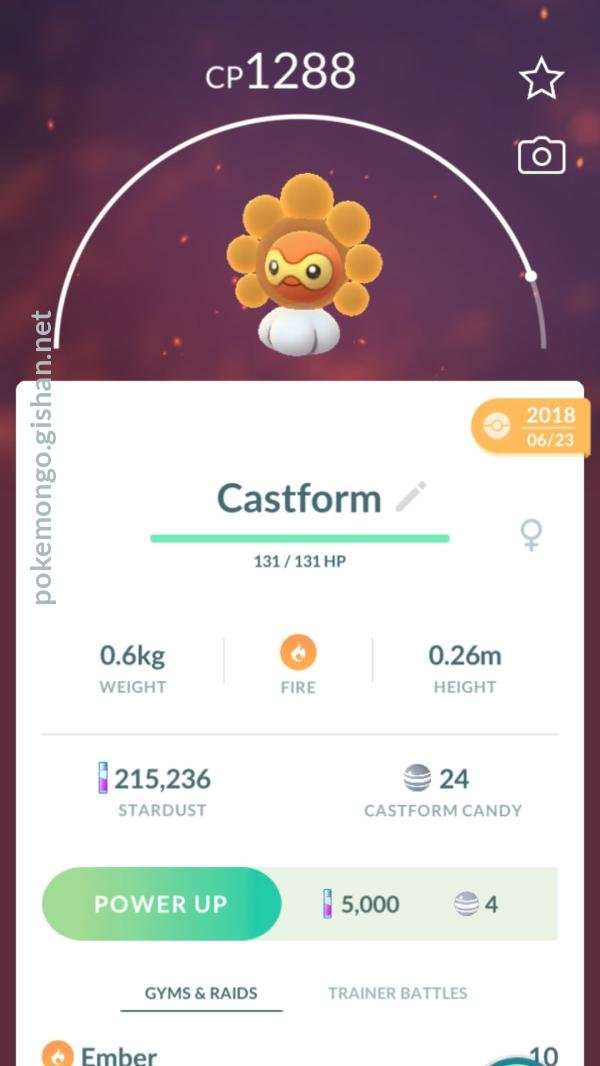 CP1288
pokemongo.gishan.net
2018
06/23
Castform
131 / 131 HP
0.6kg
WEIGHT
FIRE
0.26m
HEIGHT
215,236
STARDUST
24
CASTFORM CANDY
POWER UP
5,000
4
GYMS & RAIDS
TRAINER BATTLES
Ember 10